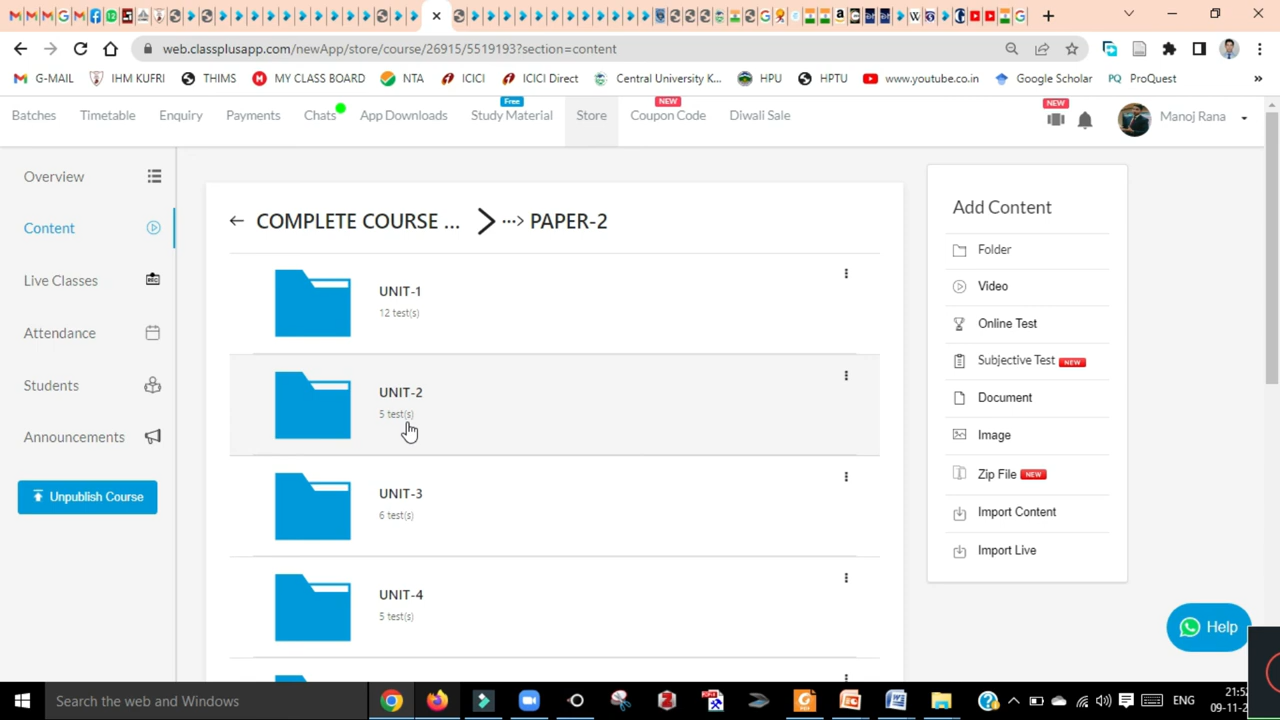 web.classplusapp.com/newApp/store/course/26915/5519193?section=content
G-MAIL IHM KUFRI THIMS MY CLASS BOARD NTA ICICI ICICI Direct Central University K... HPU HPTU www.youtube.co.in Google Scholar PQ ProQuest »
Free NEW NEW
Batches Timetable Enquiry Payments Chats App Downloads Study Material Store Coupon Code Diwali Sale Manoj Rana
Overview
Content
Live Classes
Attendance
Students
Announcements
Unpublish Course
COMPLETE COURSE ... PAPER-2
UNIT-1
12 test(s)
UNIT-2
5 test(s)
UNIT-3
6 test(s)
UNIT-4
5 test(s)
Add Content
Folder
Video
Online Test
Subjective Test NEW
Document
Image
Zip File NEW
Import Content
Import Live
Help
Search the web and Windows
ENG
09-11-2